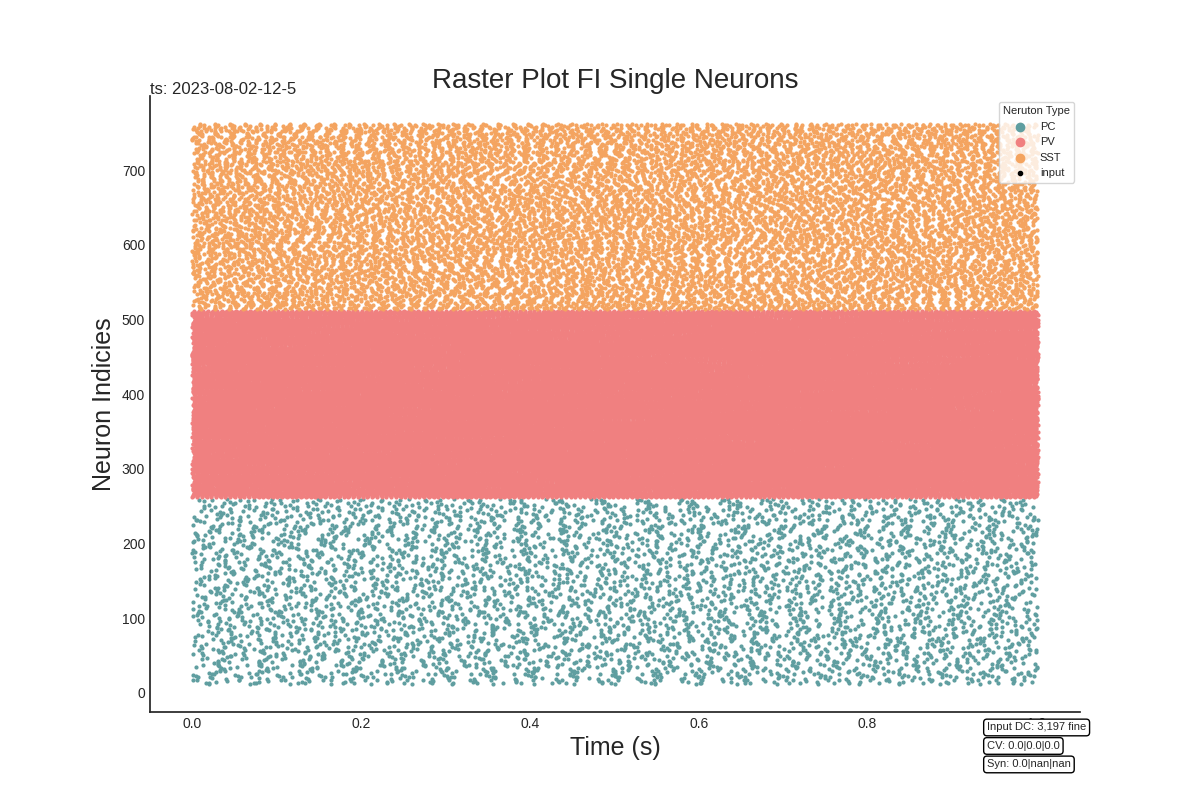 Raster Plot FI Single Neurons
ts: 2023-08-02-12-5
Neruton Type
PC
PV
SST
input
700
600
500
400
300
200
100
0
Neuron Indicies
0.0 0.2 0.4 0.6 0.8
Time (s)
Input DC: 3,197 fine
CV: 0.0|0.0|0.0
Syn: 0.0|nan|nan